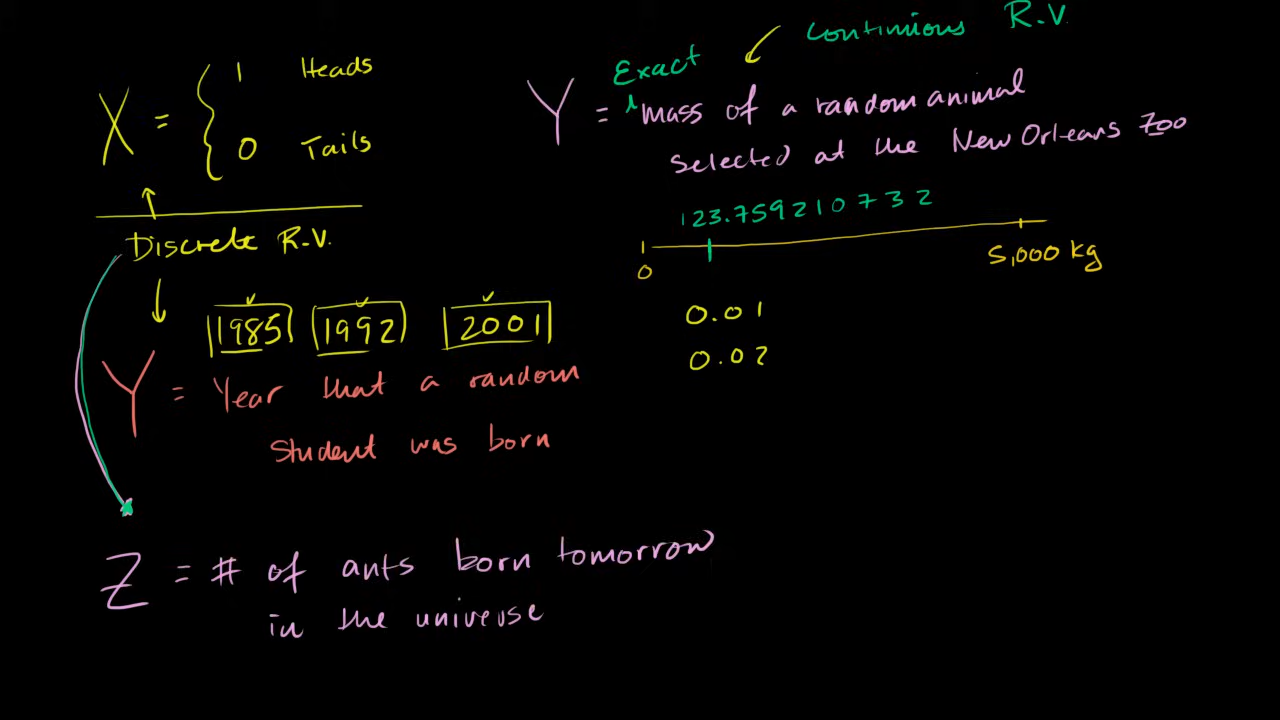 X = { 1 Heads
0 Tails
Discrete R.V.
1985 1992 2001
Y = Year that a random
student was born
Z = # of ants born tomorrow
in the universe
Continuous R.V.
Exact
Y = mass of a random animal
selected at the New Orleans Zoo
123.759210732
0 5,000 kg
0.01
0.02